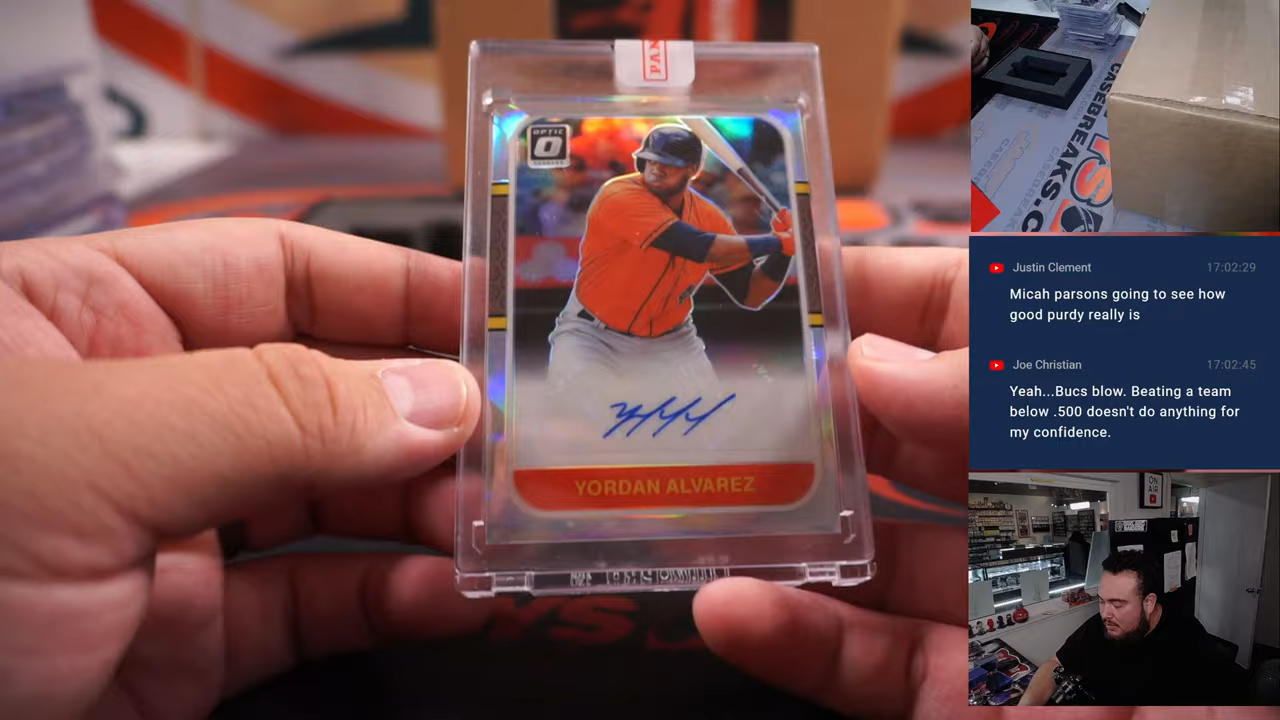 PAN
OPTIC
YORDAN ALVAREZ
CASEBREAKS.C
Justin Clement
17:02:29
Micah parsons going to see how
good purdy really is
Joe Christian
17:02:45
Yeah...Bucs blow. Beating a team
below .500 doesn't do anything for
my confidence.
ON
AIR